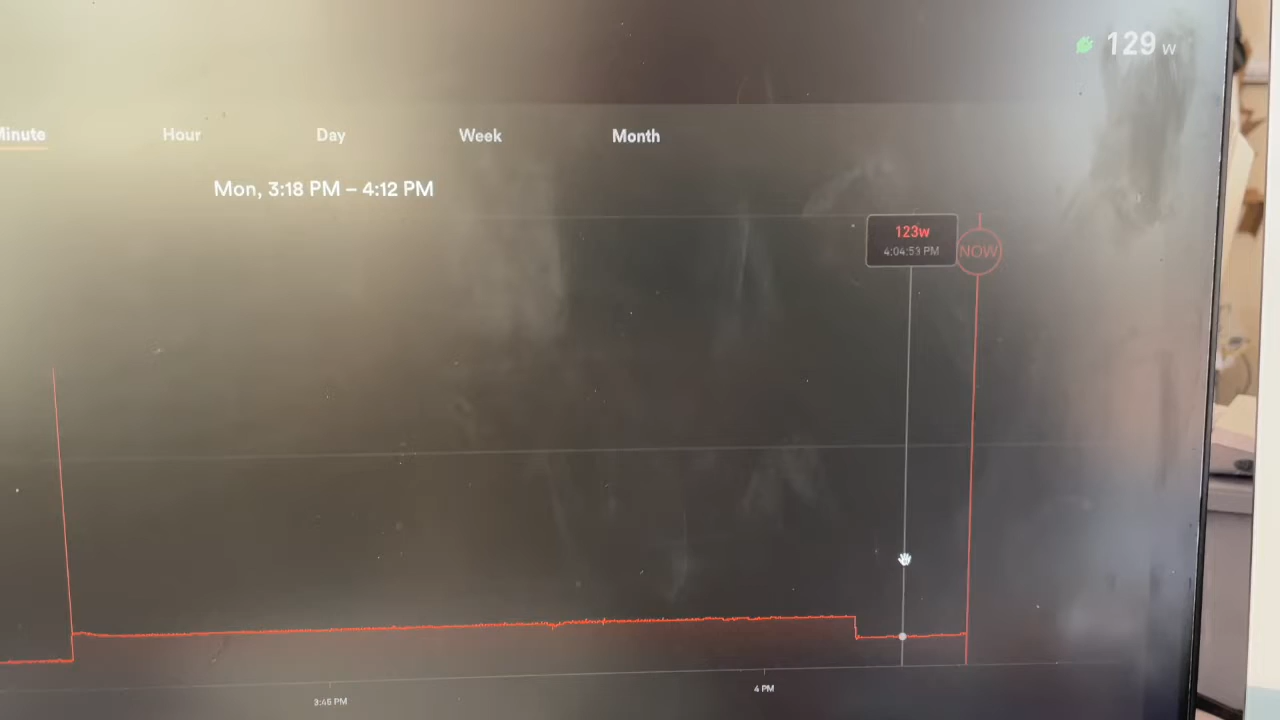 129 w
Minute Hour Day Week Month
Mon, 3:18 PM – 4:12 PM
123w
4:04:53 PM
NOW
3:45 PM
4 PM